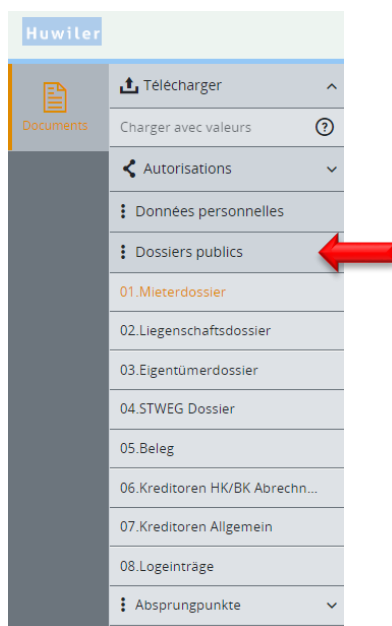 Huwiler
Télécharger
Documents
Charger avec valeurs
Autorisations
Données personnelles
Dossiers publics
01.Mieterdossier
02.Liegenschaftsdossier
03.Eigentümerdossier
04.STWEG Dossier
05.Beleg
06.Kreditoren HK/BK Abrechn...
07.Kreditoren Allgemein
08.Logeinträge
Absprungpunkte